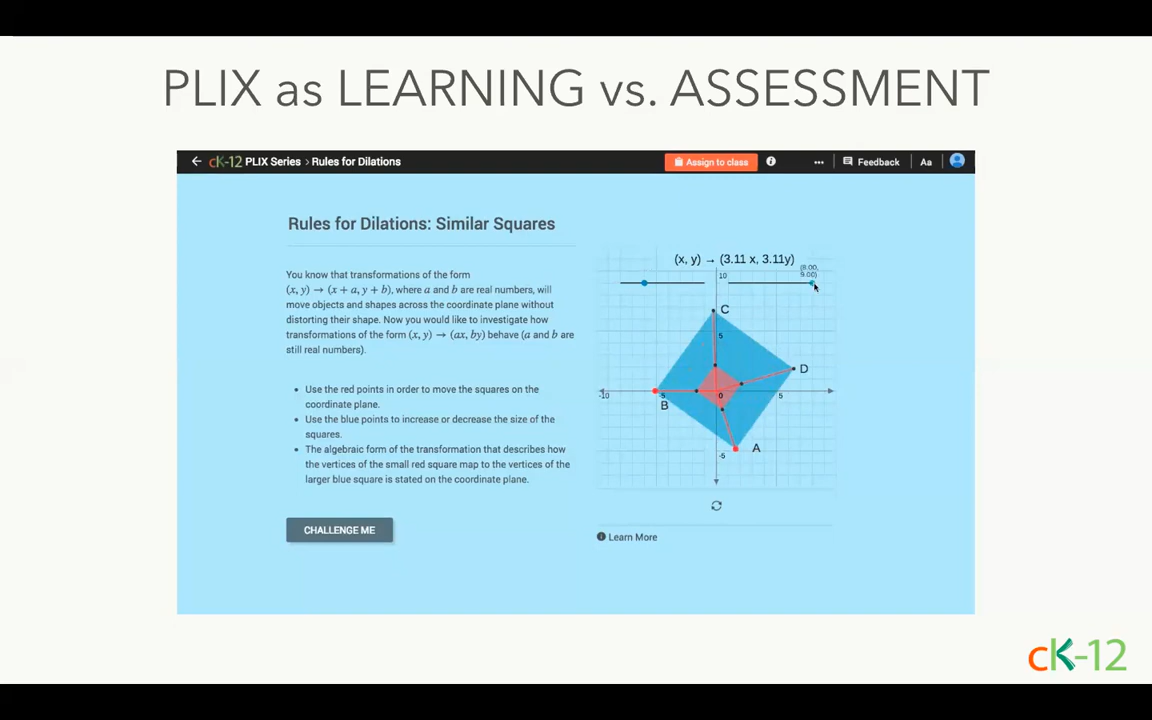 PLIX as LEARNING vs. ASSESSMENT
cK-12 PLIX Series › Rules for Dilations
Assign to class
Feedback
Aa
Rules for Dilations: Similar Squares
You know that transformations of the form
(x, y) → (x + a, y + b), where a and b are real numbers, will
move objects and shapes across the coordinate plane without
distorting their shape. Now you would like to investigate how
transformations of the form (x, y) → (ax, by) behave (a and b are
still real numbers).
• Use the red points in order to move the squares on the
coordinate plane.
• Use the blue points to increase or decrease the size of the
squares.
• The algebraic form of the transformation that describes how
the vertices of the small red square map to the vertices of the
larger blue square is stated on the coordinate plane.
CHALLENGE ME
(x, y) → (3.11 x, 3.11y)
(8.00,
9.00)
10
C
5
D
-10
-5
0
5
B
A
-5
Learn More
cK-12